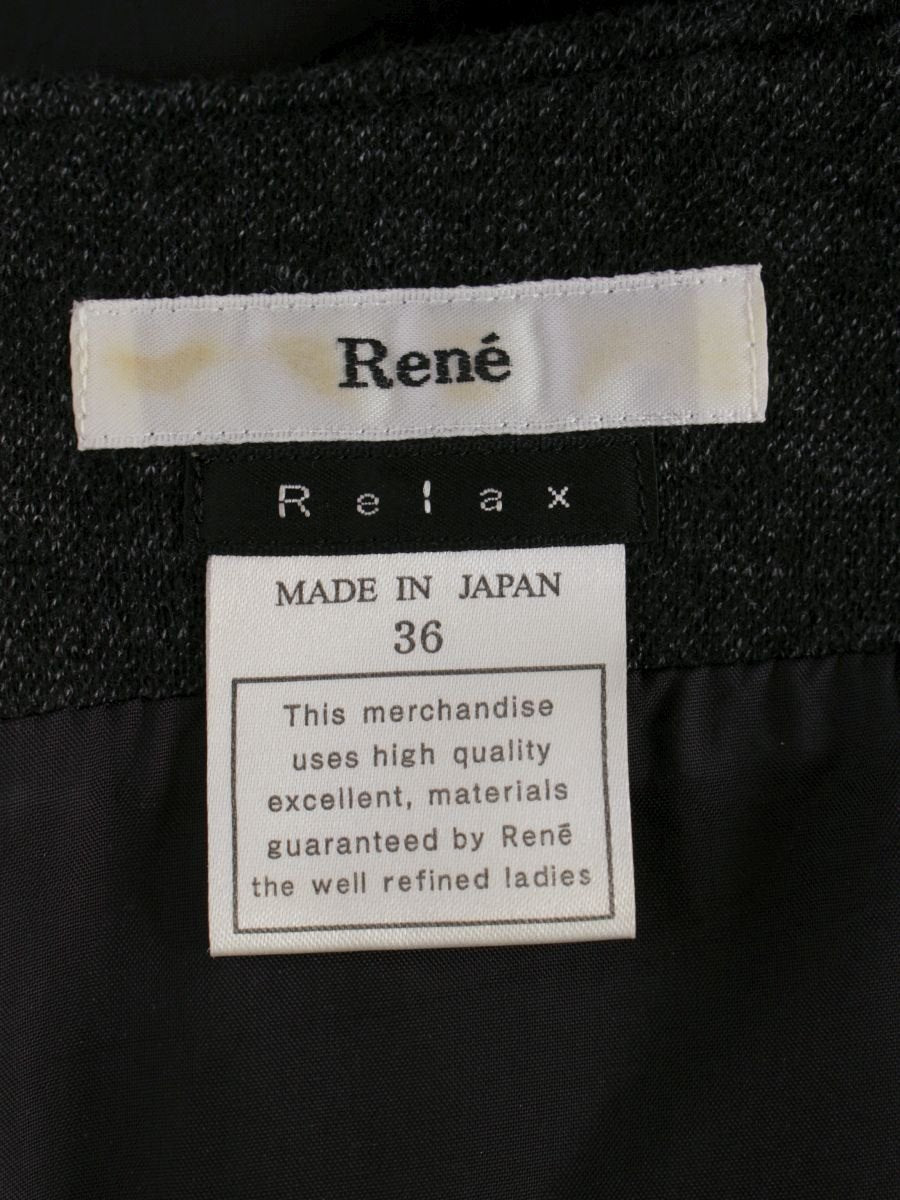 René
Relax
MADE IN JAPAN
36
This merchandise
uses high quality
excellent, materials
guaranteed by Renē
the well refined ladies